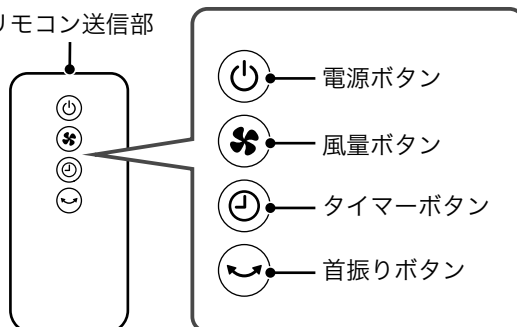 リモコン送信部
電源ボタン
風量ボタン
タイマーボタン
首振りボタン